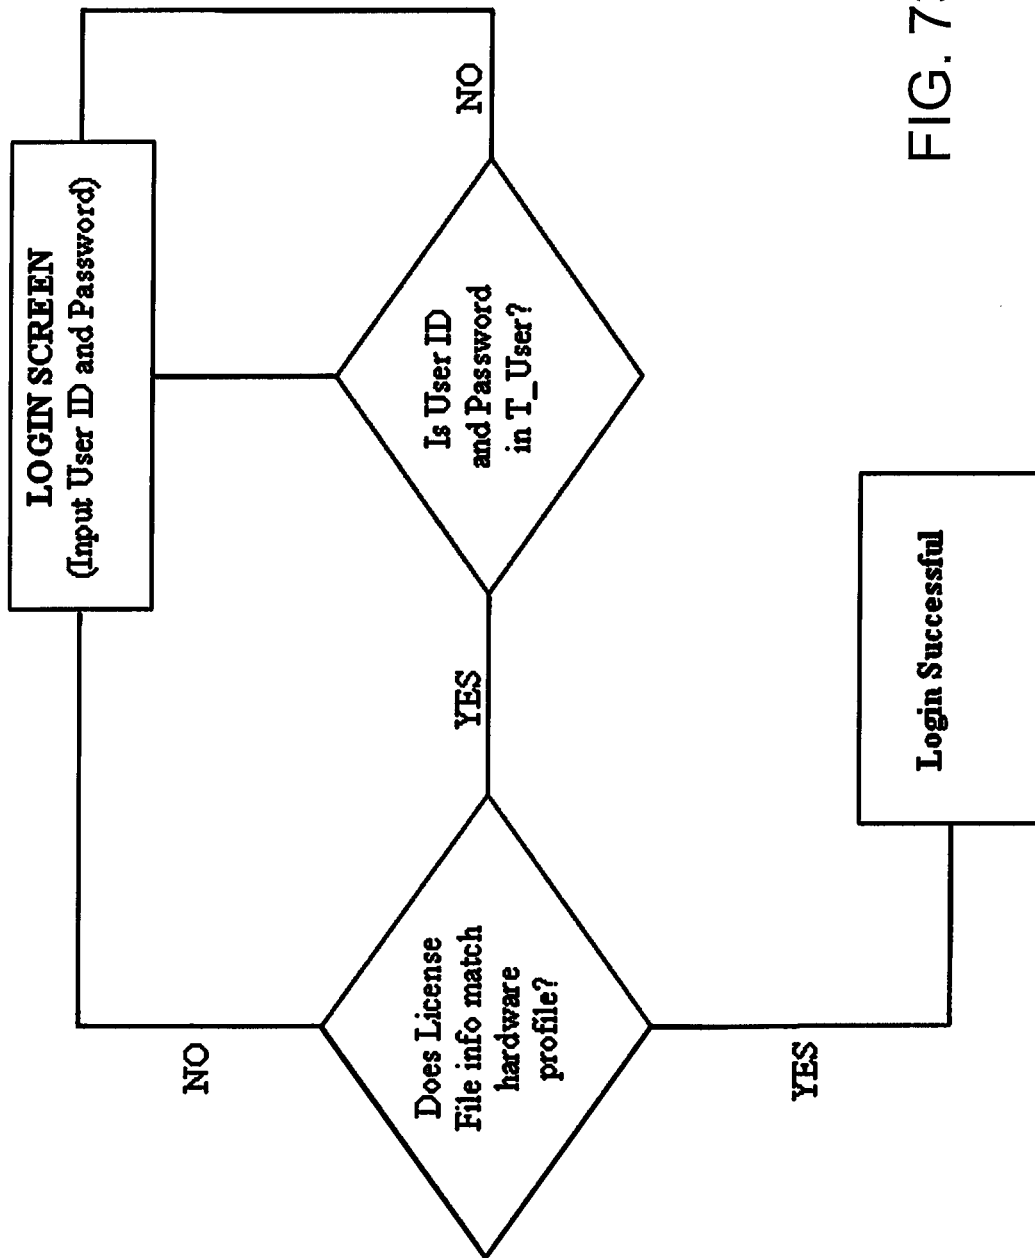 LOGIN SCREEN
(Input User ID and Password)
NO
Does License
File info match
hardware
profile?
YES
Is User ID
and Password
in T_User?
NO
YES
Login Successful
FIG. 7